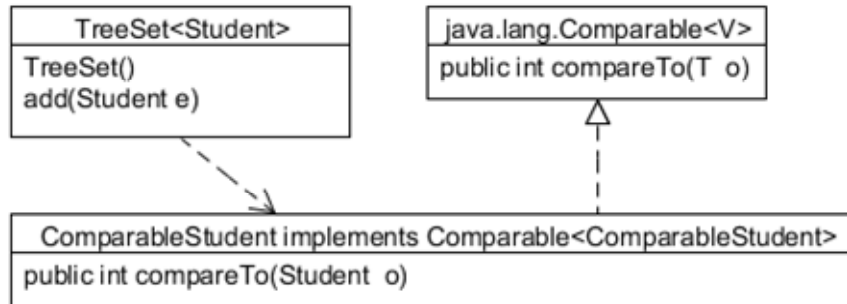 TreeSet<Student>
TreeSet()
add(Student e)
java.lang.Comparable<V>
public int compareTo(T o)
ComparableStudent implements Comparable<ComparableStudent>
public int compareTo(Student o)